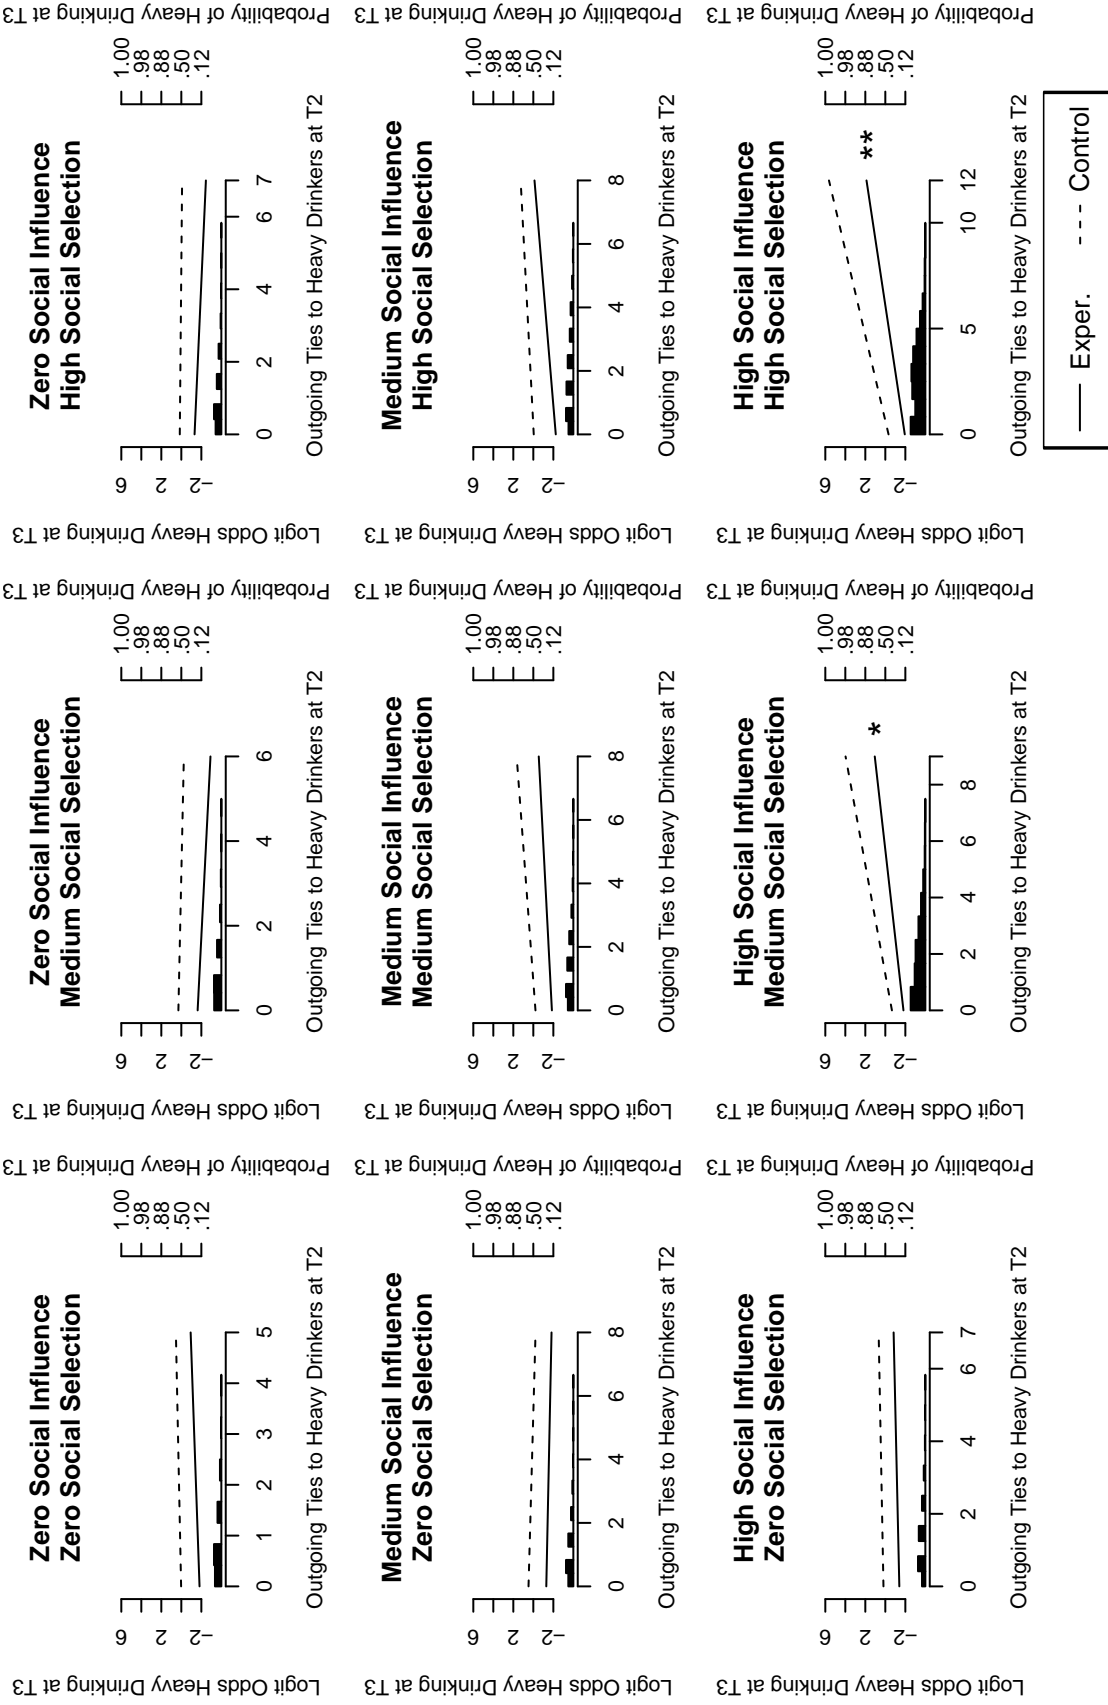 Zero Social Influence
Zero Social Selection
Logit Odds Heavy Drinking at T3
6
2
−2
1.00
.98
.88
.50
.12
Probability of Heavy Drinking at T3
0 1 2 3 4 5
Outgoing Ties to Heavy Drinkers at T2
Zero Social Influence
Medium Social Selection
Logit Odds Heavy Drinking at T3
6
2
−2
1.00
.98
.88
.50
.12
Probability of Heavy Drinking at T3
0 2 4 6
Outgoing Ties to Heavy Drinkers at T2
Zero Social Influence
High Social Selection
Logit Odds Heavy Drinking at T3
6
2
−2
1.00
.98
.88
.50
.12
Probability of Heavy Drinking at T3
0 2 4 6 7
Outgoing Ties to Heavy Drinkers at T2
Medium Social Influence
Zero Social Selection
Logit Odds Heavy Drinking at T3
6
2
−2
1.00
.98
.88
.50
.12
Probability of Heavy Drinking at T3
0 2 4 6 8
Outgoing Ties to Heavy Drinkers at T2
Medium Social Influence
Medium Social Selection
Logit Odds Heavy Drinking at T3
6
2
−2
1.00
.98
.88
.50
.12
Probability of Heavy Drinking at T3
0 2 4 6 8
Outgoing Ties to Heavy Drinkers at T2
Medium Social Influence
High Social Selection
Logit Odds Heavy Drinking at T3
6
2
−2
1.00
.98
.88
.50
.12
Probability of Heavy Drinking at T3
0 2 4 6 8
Outgoing Ties to Heavy Drinkers at T2
High Social Influence
Zero Social Selection
Logit Odds Heavy Drinking at T3
6
2
−2
1.00
.98
.88
.50
.12
Probability of Heavy Drinking at T3
0 2 4 6 7
Outgoing Ties to Heavy Drinkers at T2
High Social Influence
Medium Social Selection
Logit Odds Heavy Drinking at T3
6
2
−2
*
1.00
.98
.88
.50
.12
Probability of Heavy Drinking at T3
0 2 4 6 8
Outgoing Ties to Heavy Drinkers at T2
High Social Influence
High Social Selection
Logit Odds Heavy Drinking at T3
6
2
−2
**
1.00
.98
.88
.50
.12
Probability of Heavy Drinking at T3
0 5 10 12
Outgoing Ties to Heavy Drinkers at T2
Exper. Control